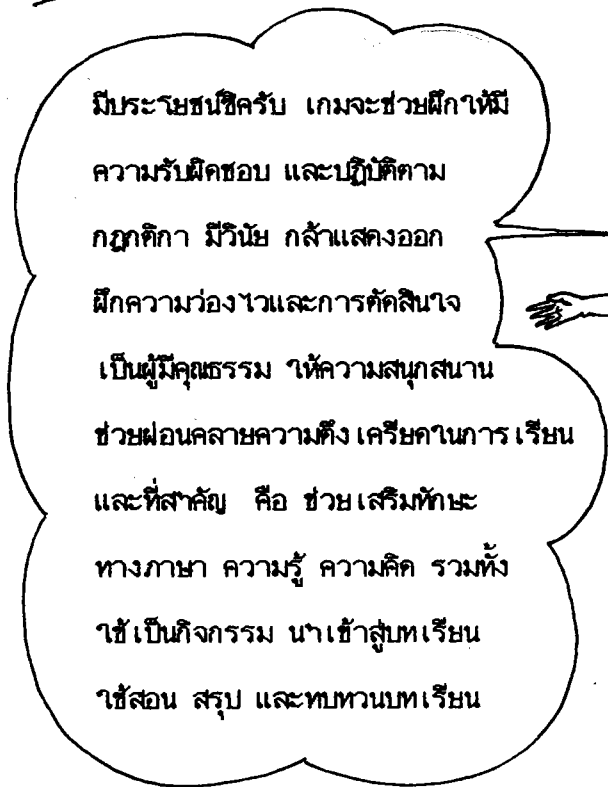 มีประโยชน์ซิครับ เกมจะช่วยฝึกให้มี
ความรับผิดชอบ และปฏิบัติตาม
กฎกติกา มีวินัย กล้าแสดงออก
ฝึกความว่องไวและการตัดสินใจ
เป็นผู้มีคุณธรรม ให้ความสนุกสนาน
ช่วยผ่อนคลายความตึงเครียดในการเรียน
และที่สำคัญ คือ ช่วยเสริมทักษะ
ทางภาษา ความรู้ ความคิด รวมทั้ง
ใช้เป็นกิจกรรม นำเข้าสู่บทเรียน
ใช้สอน สรุป และทบทวนบทเรียน